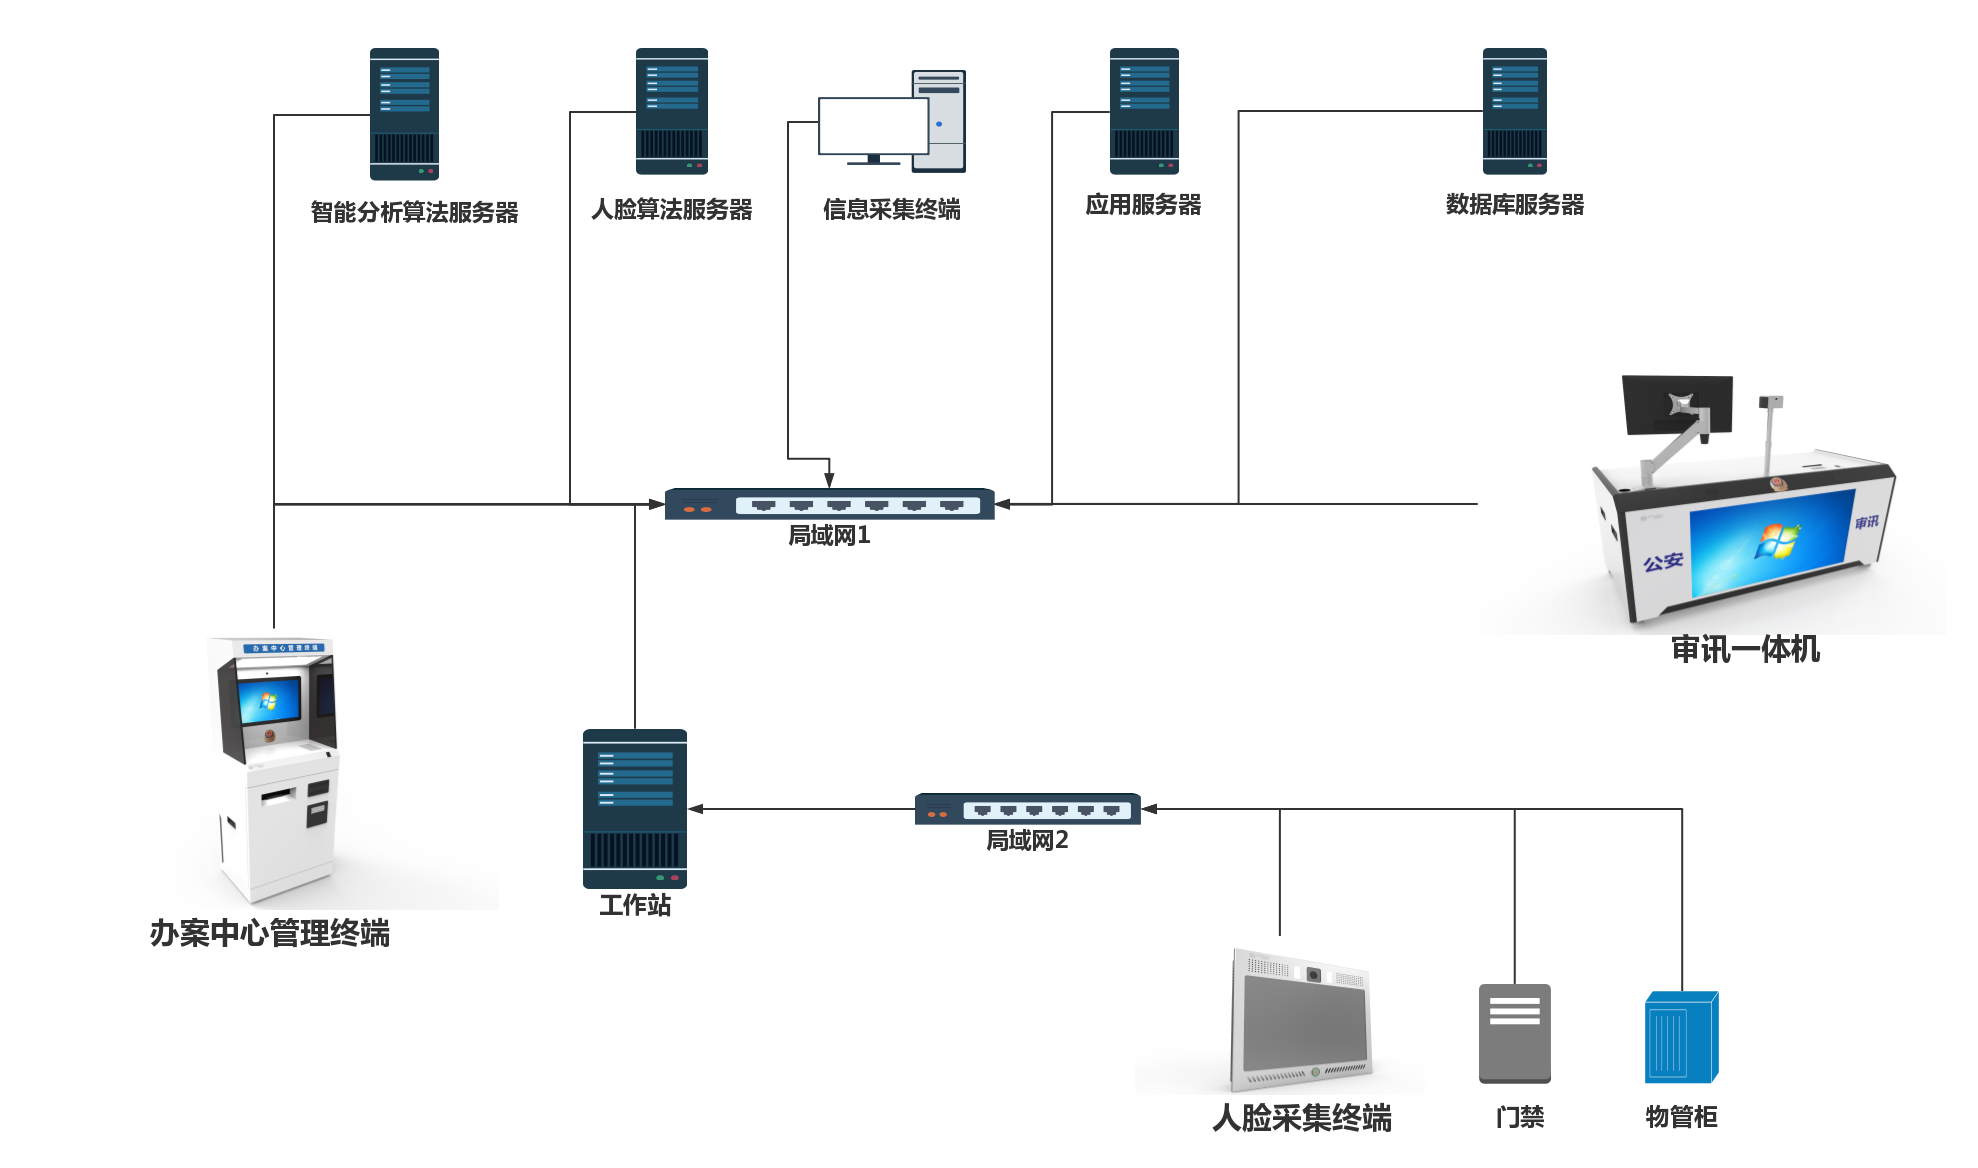 智能分析算法服务器
人脸算法服务器
信息采集终端
应用服务器
数据库服务器
局域网1
公安
审讯
审讯一体机
办案中心管理终端
工作站
局域网2
办案中心管理终端
人脸采集终端
门禁
物管柜